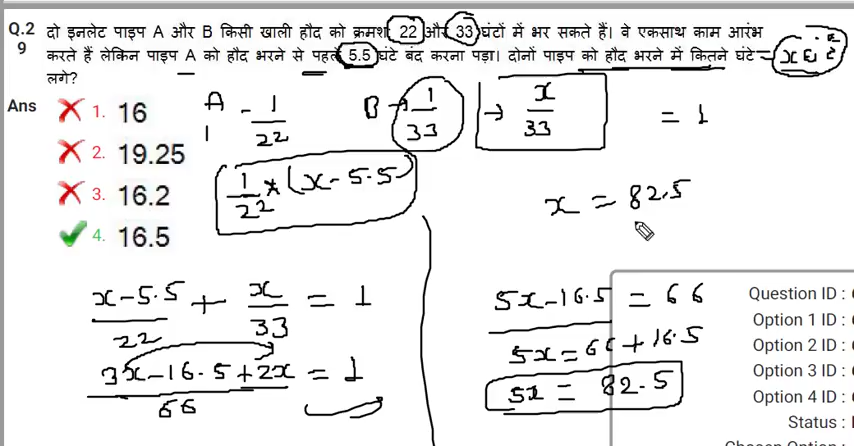 Q.2 दो इनलेट पाइप A और B किसी खाली हौद को क्रमशः 22 और 33 घंटों में भर सकते हैं। वे एकसाथ काम आरंभ
9 करते हैं लेकिन पाइप A को हौद भरने से पहले 5.5 घंटे बंद करना पड़ा। दोनों पाइप को हौद भरने में कितने घंटे
लगे?
Ans
1. 16
2. 19.25
3. 16.2
4. 16.5
A - 1/22
1
B → 1/33 → x/33 = 1
1/22 * (x - 5.5)
x = 82.5
x-5.5/22 + x/33 = 1
3x-16.5+2x/66 = 1
5x-16.5 = 66
5x = 66+16.5
5x = 82.5
Question ID :
Option 1 ID :
Option 2 ID :
Option 3 ID :
Option 4 ID :
Status :
Chosen Option :